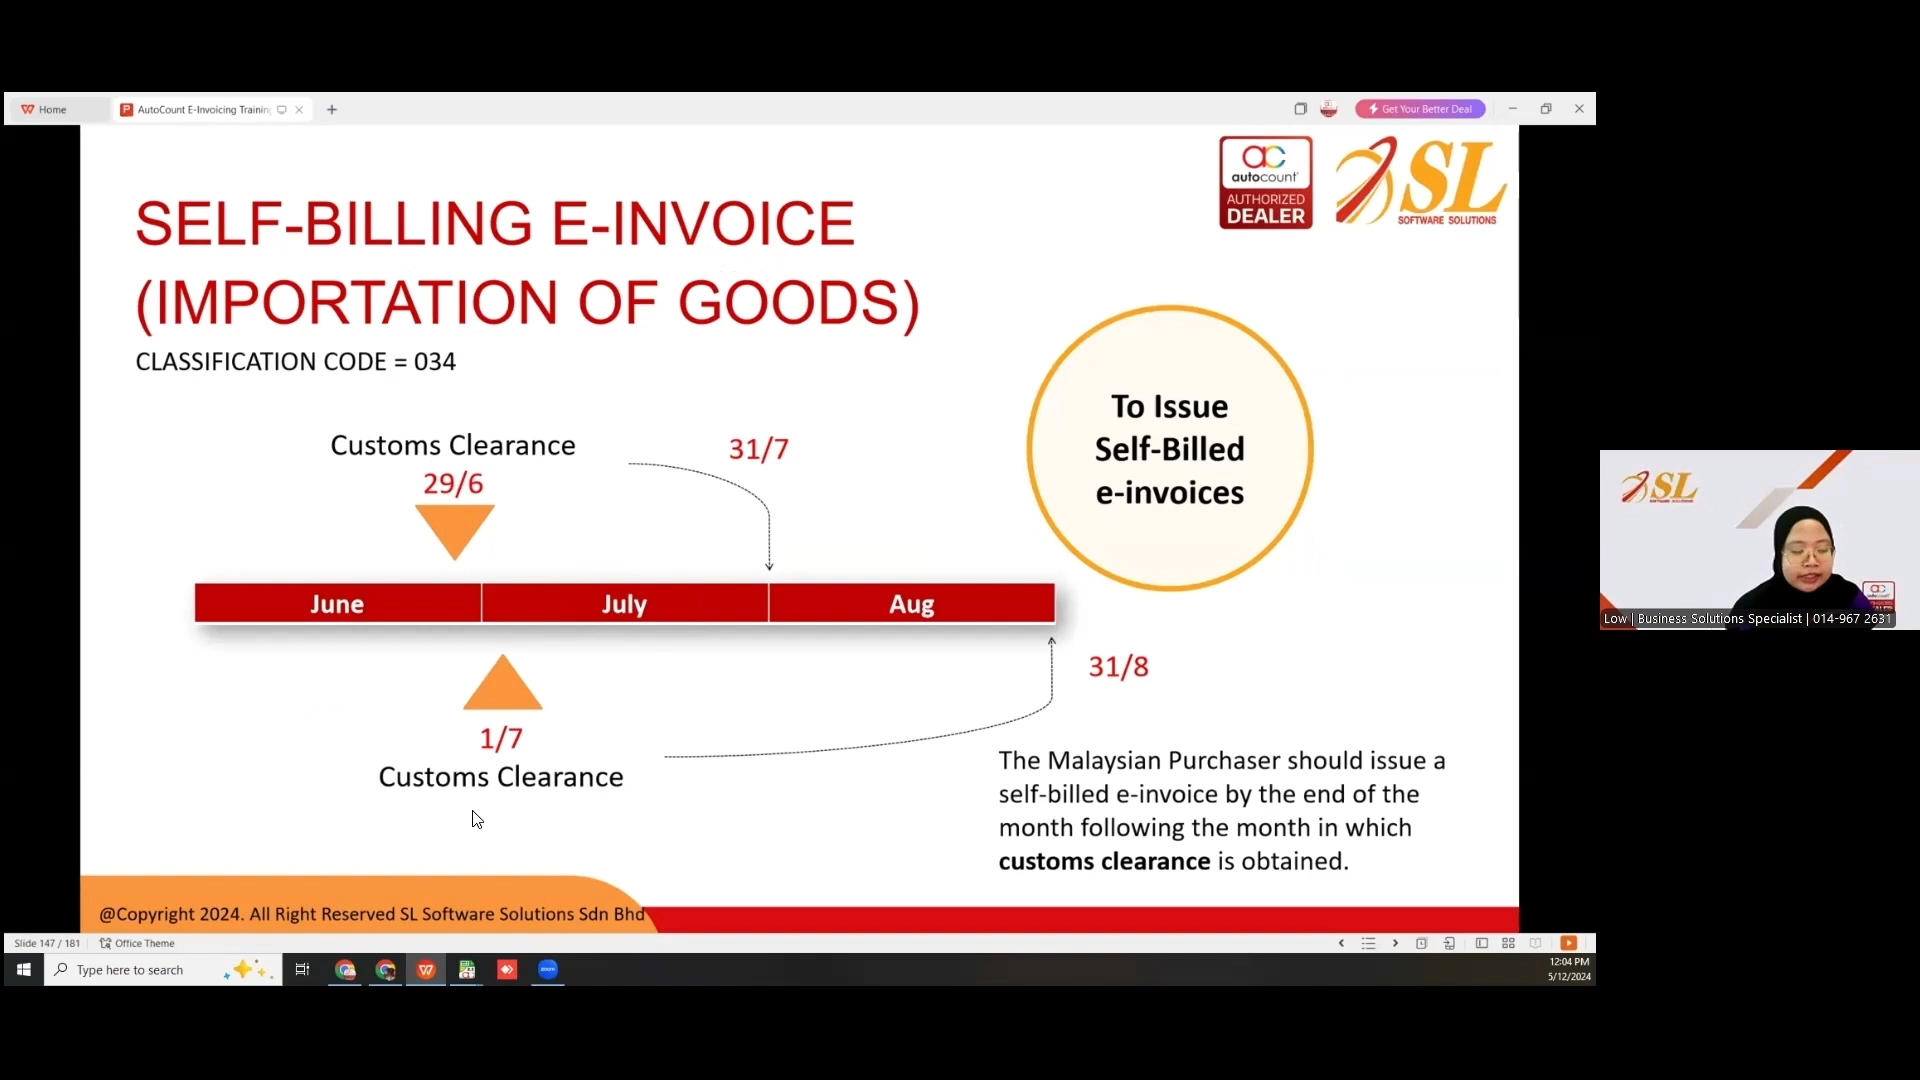 Home
AutoCount E-Invoicing Training
Get Your Better Deal
autocount
AUTHORIZED
DEALER
SL
SOFTWARE SOLUTIONS
SELF-BILLING E-INVOICE
(IMPORTATION OF GOODS)
CLASSIFICATION CODE = 034
To Issue
Self-Billed
e-invoices
Customs Clearance
29/6
31/7
June July Aug
31/8
1/7
Customs Clearance
The Malaysian Purchaser should issue a
self-billed e-invoice by the end of the
month following the month in which
customs clearance is obtained.
@Copyright 2024. All Right Reserved SL Software Solutions Sdn Bhd
Slide 147 / 181
Office Theme
Type here to search
zoom
12:04 PM
5/12/2024
SL
Low | Business Solutions Specialist | 014-967 2631